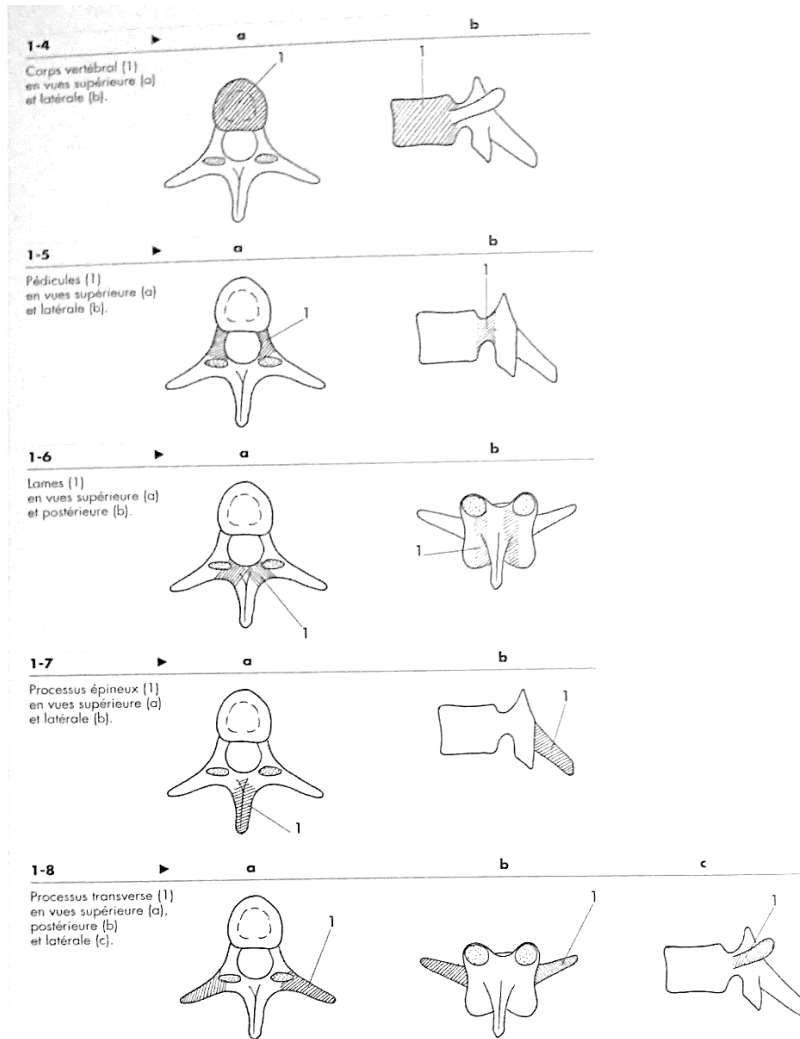 1-4 ► a b
Corps vertébral (1)
en vues supérieure (a)
et latérale (b).
1
1
1-5 ► a b
Pédicules (1)
en vues supérieure (a)
et latérale (b).
1
1
1-6 ► a b
Lames (1)
en vues supérieure (a)
et postérieure (b).
1
1
1-7 ► a b
Processus épineux (1)
en vues supérieure (a)
et latérale (b).
1
1
1-8 ► a b c
Processus transverse (1)
en vues supérieure (a),
postérieure (b)
et latérale (c).
1
1
1